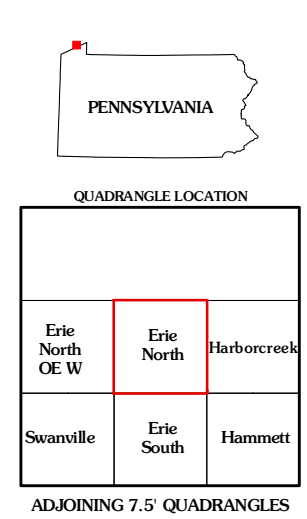 PENNSYLVANIA
QUADRANGLE LOCATION
Erie
North
OE W
Erie
North
Harborcreek
Swanville
Erie
South
Hammett
ADJOINING 7.5' QUADRANGLES